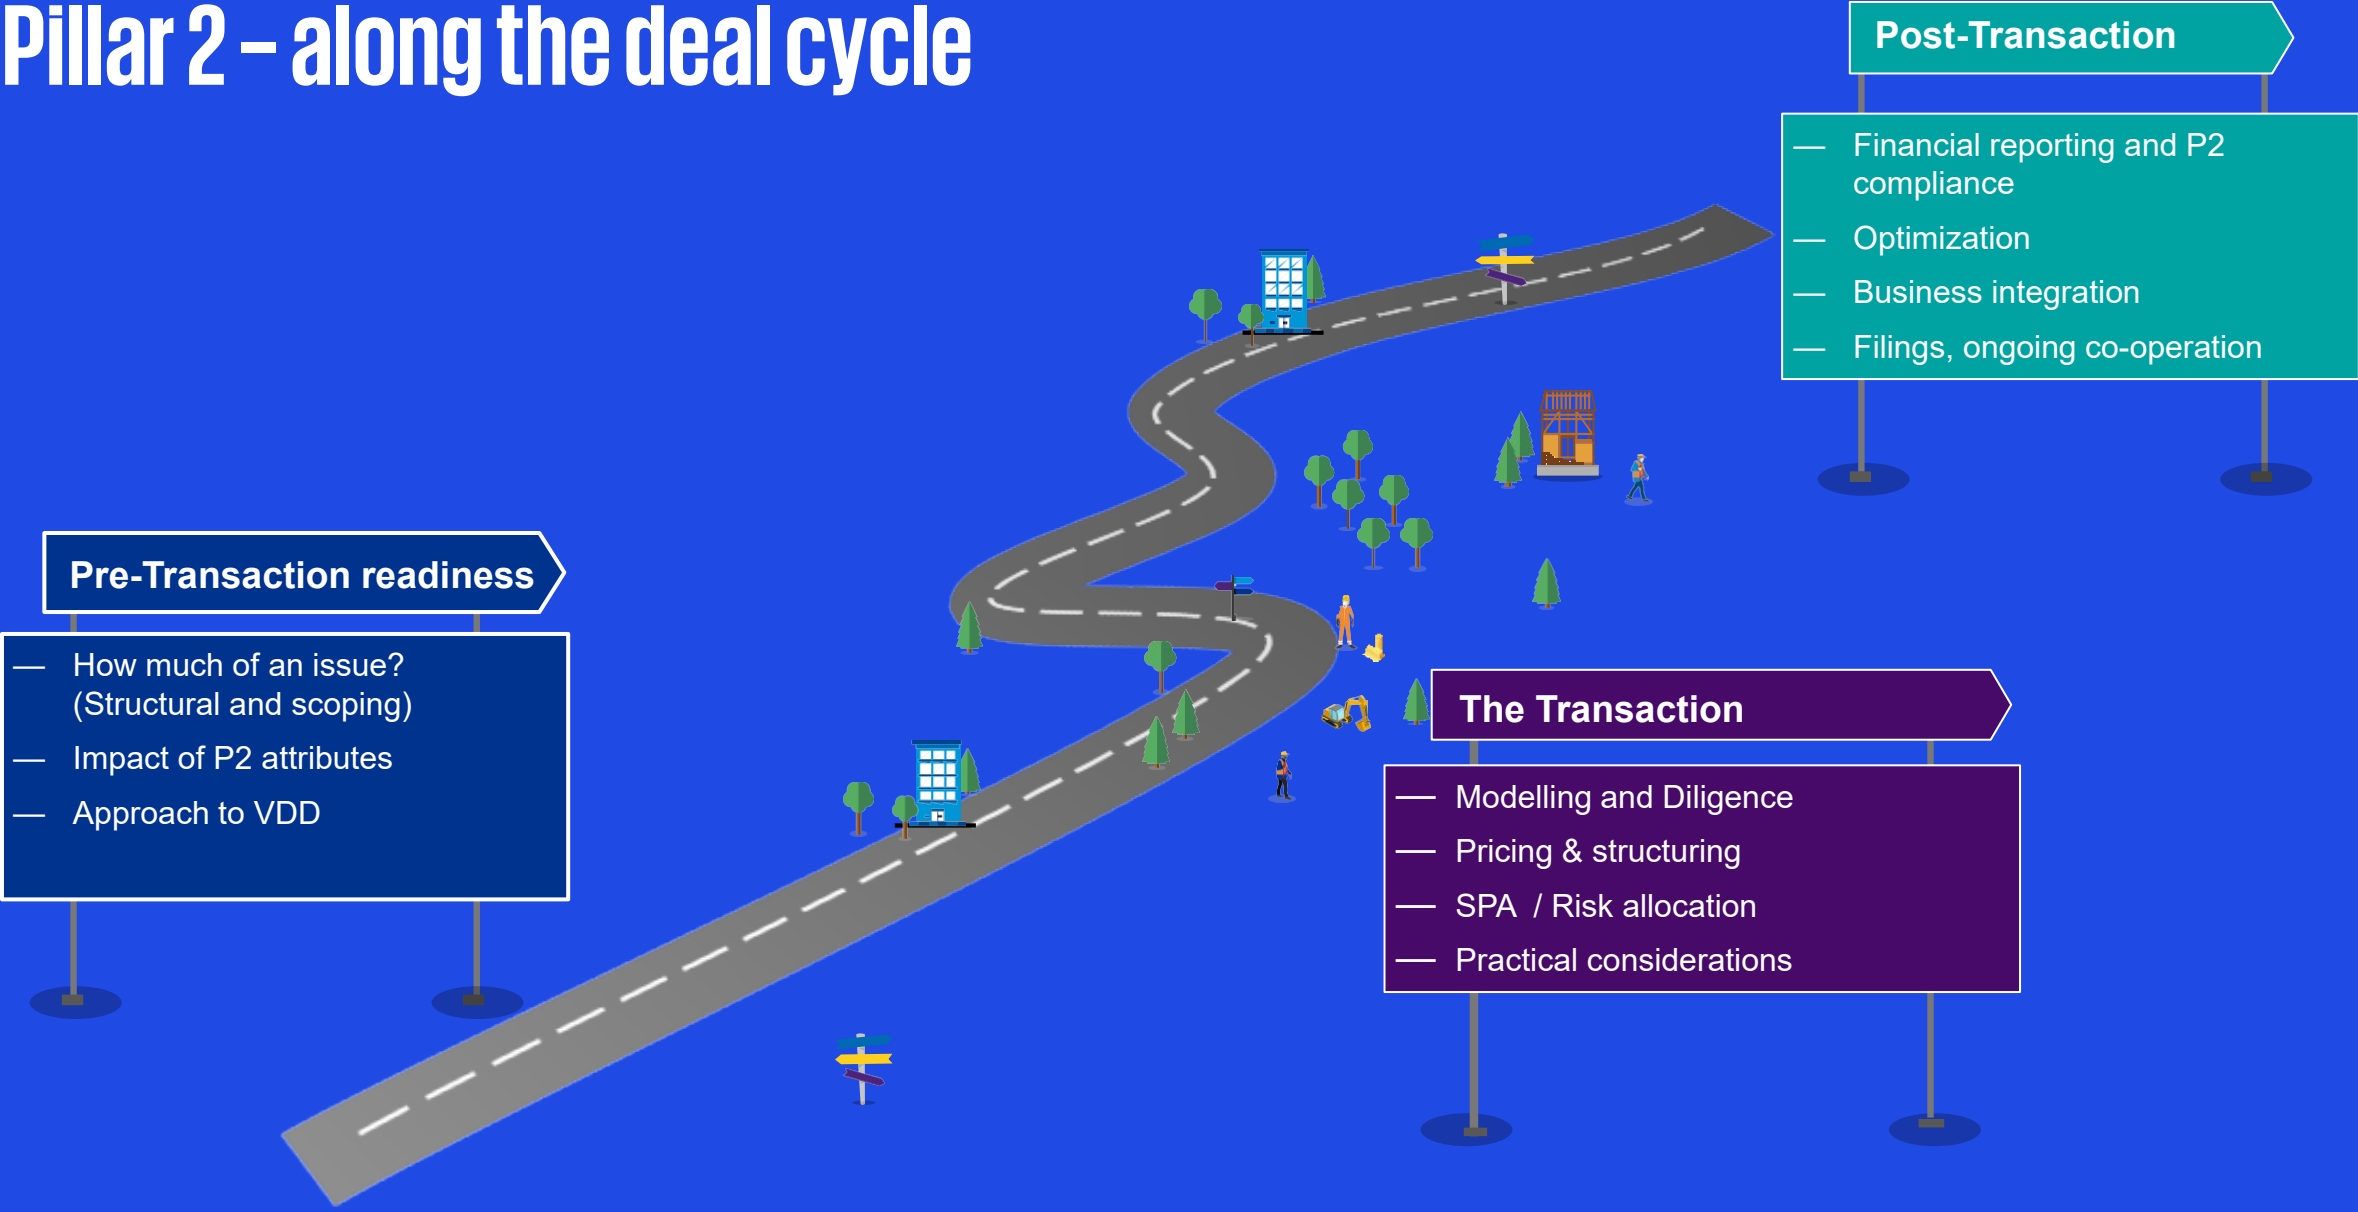 Pillar 2 – along the deal cycle
Pre-Transaction readiness
— How much of an issue?
(Structural and scoping)
— Impact of P2 attributes
— Approach to VDD
The Transaction
— Modelling and Diligence
— Pricing & structuring
— SPA / Risk allocation
— Practical considerations
Post-Transaction
— Financial reporting and P2
compliance
— Optimization
— Business integration
— Filings, ongoing co-operation